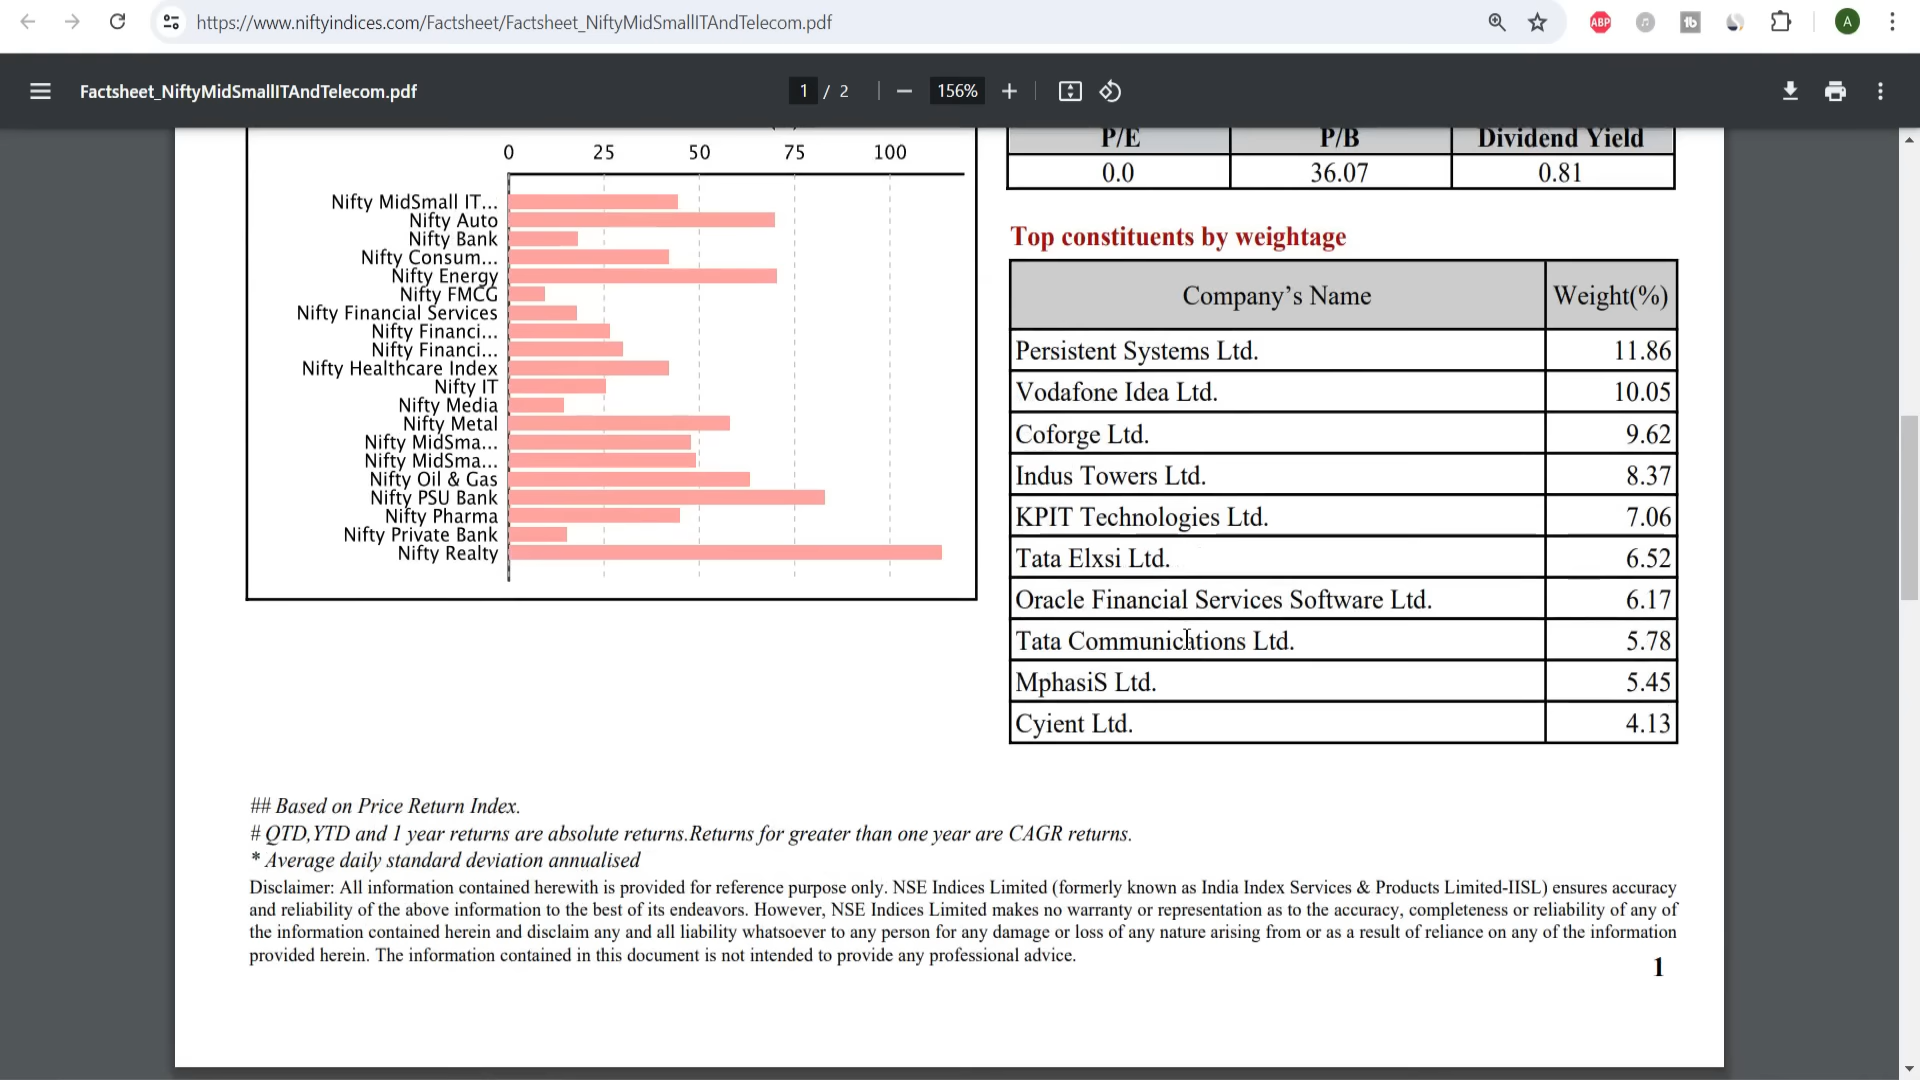 https://www.niftyindices.com/Factsheet/Factsheet_NiftyMidSmallITAndTelecom.pdf
ABP
A
Factsheet_NiftyMidSmallITAndTelecom.pdf
1 / 2
156%
0 25 50 75 100
Nifty MidSmall IT...
Nifty Auto
Nifty Bank
Nifty Consum...
Nifty Energy
Nifty FMCG
Nifty Financial Services
Nifty Financi...
Nifty Financi...
Nifty Healthcare Index
Nifty IT
Nifty Media
Nifty Metal
Nifty MidSma...
Nifty MidSma...
Nifty Oil & Gas
Nifty PSU Bank
Nifty Pharma
Nifty Private Bank
Nifty Realty
P/E P/B Dividend Yield
0.0 36.07 0.81
Top constituents by weightage
Company’s Name Weight(%)
Persistent Systems Ltd. 11.86
Vodafone Idea Ltd. 10.05
Coforge Ltd. 9.62
Indus Towers Ltd. 8.37
KPIT Technologies Ltd. 7.06
Tata Elxsi Ltd. 6.52
Oracle Financial Services Software Ltd. 6.17
Tata Communications Ltd. 5.78
MphasiS Ltd. 5.45
Cyient Ltd. 4.13
## Based on Price Return Index.
# QTD,YTD and 1 year returns are absolute returns.Returns for greater than one year are CAGR returns.
* Average daily standard deviation annualised
Disclaimer: All information contained herewith is provided for reference purpose only. NSE Indices Limited (formerly known as India Index Services & Products Limited-IISL) ensures accuracy
and reliability of the above information to the best of its endeavors. However, NSE Indices Limited makes no warranty or representation as to the accuracy, completeness or reliability of any of
the information contained herein and disclaim any and all liability whatsoever to any person for any damage or loss of any nature arising from or as a result of reliance on any of the information
provided herein. The information contained in this document is not intended to provide any professional advice.
1